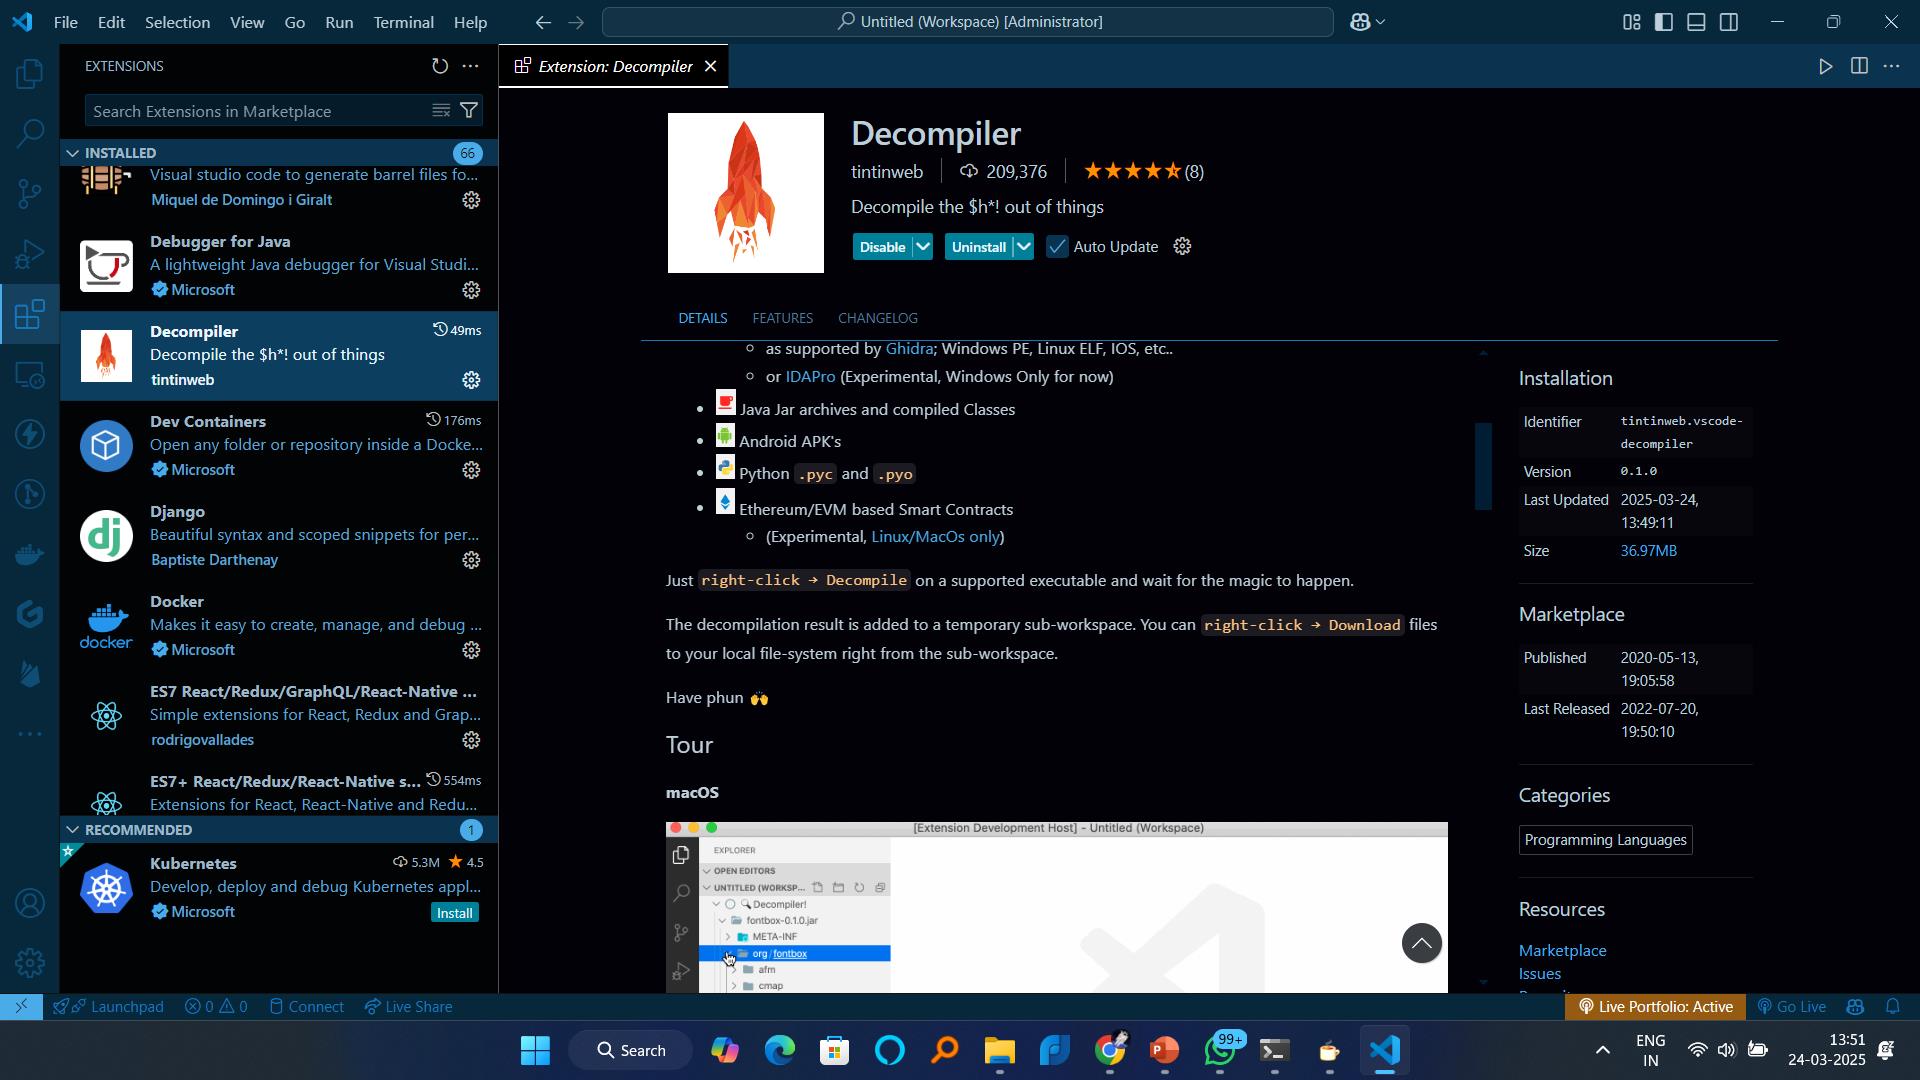 File Edit Selection View Go Run Terminal Help
Untitled (Workspace) [Administrator]
EXTENSIONS
Search Extensions in Marketplace
INSTALLED 66
Visual studio code to generate barrel files fo...
Miquel de Domingo i Giralt
Debugger for Java
A lightweight Java debugger for Visual Studi...
Microsoft
Decompiler 49ms
Decompile the $h*! out of things
tintinweb
Dev Containers 176ms
Open any folder or repository inside a Docke...
Microsoft
Django
Beautiful syntax and scoped snippets for per...
Baptiste Darthenay
dj
Docker
Makes it easy to create, manage, and debug ...
Microsoft
docker
ES7 React/Redux/GraphQL/React-Native ...
Simple extensions for React, Redux and Grap...
rodrigovallades
ES7+ React/Redux/React-Native s... 554ms
Extensions for React, React-Native and Redu...
RECOMMENDED 1
Kubernetes 5.3M 4.5
Develop, deploy and debug Kubernetes appl...
Microsoft Install
Extension: Decompiler
Decompiler
tintinweb 209,376 (8)
Decompile the $h*! out of things
Disable Uninstall Auto Update
DETAILS FEATURES CHANGELOG
as supported by Ghidra; Windows PE, Linux ELF, IOS, etc..
or IDAPro (Experimental, Windows Only for now)
Java Jar archives and compiled Classes
Android APK's
Python .pyc and .pyo
Ethereum/EVM based Smart Contracts
(Experimental, Linux/MacOs only)
Just right-click → Decompile on a supported executable and wait for the magic to happen.
The decompilation result is added to a temporary sub-workspace. You can right-click → Download files
to your local file-system right from the sub-workspace.
Have phun 🙌
Tour
macOS
[Extension Development Host] - Untitled (Workspace)
EXPLORER
OPEN EDITORS
UNTITLED (WORKSP...
Decompiler!
fontbox-0.1.0.jar
META-INF
org / fontbox
afm
cmap
Installation
Identifier tintinweb.vscode-
decompiler
Version 0.1.0
Last Updated 2025-03-24,
13:49:11
Size 36.97MB
Marketplace
Published 2020-05-13,
19:05:58
Last Released 2022-07-20,
19:50:10
Categories
Programming Languages
Resources
Marketplace
Issues
Launchpad 0 0 Connect Live Share
Live Portfolio: Active Go Live
Search
99+
ENG
IN
13:51
24-03-2025